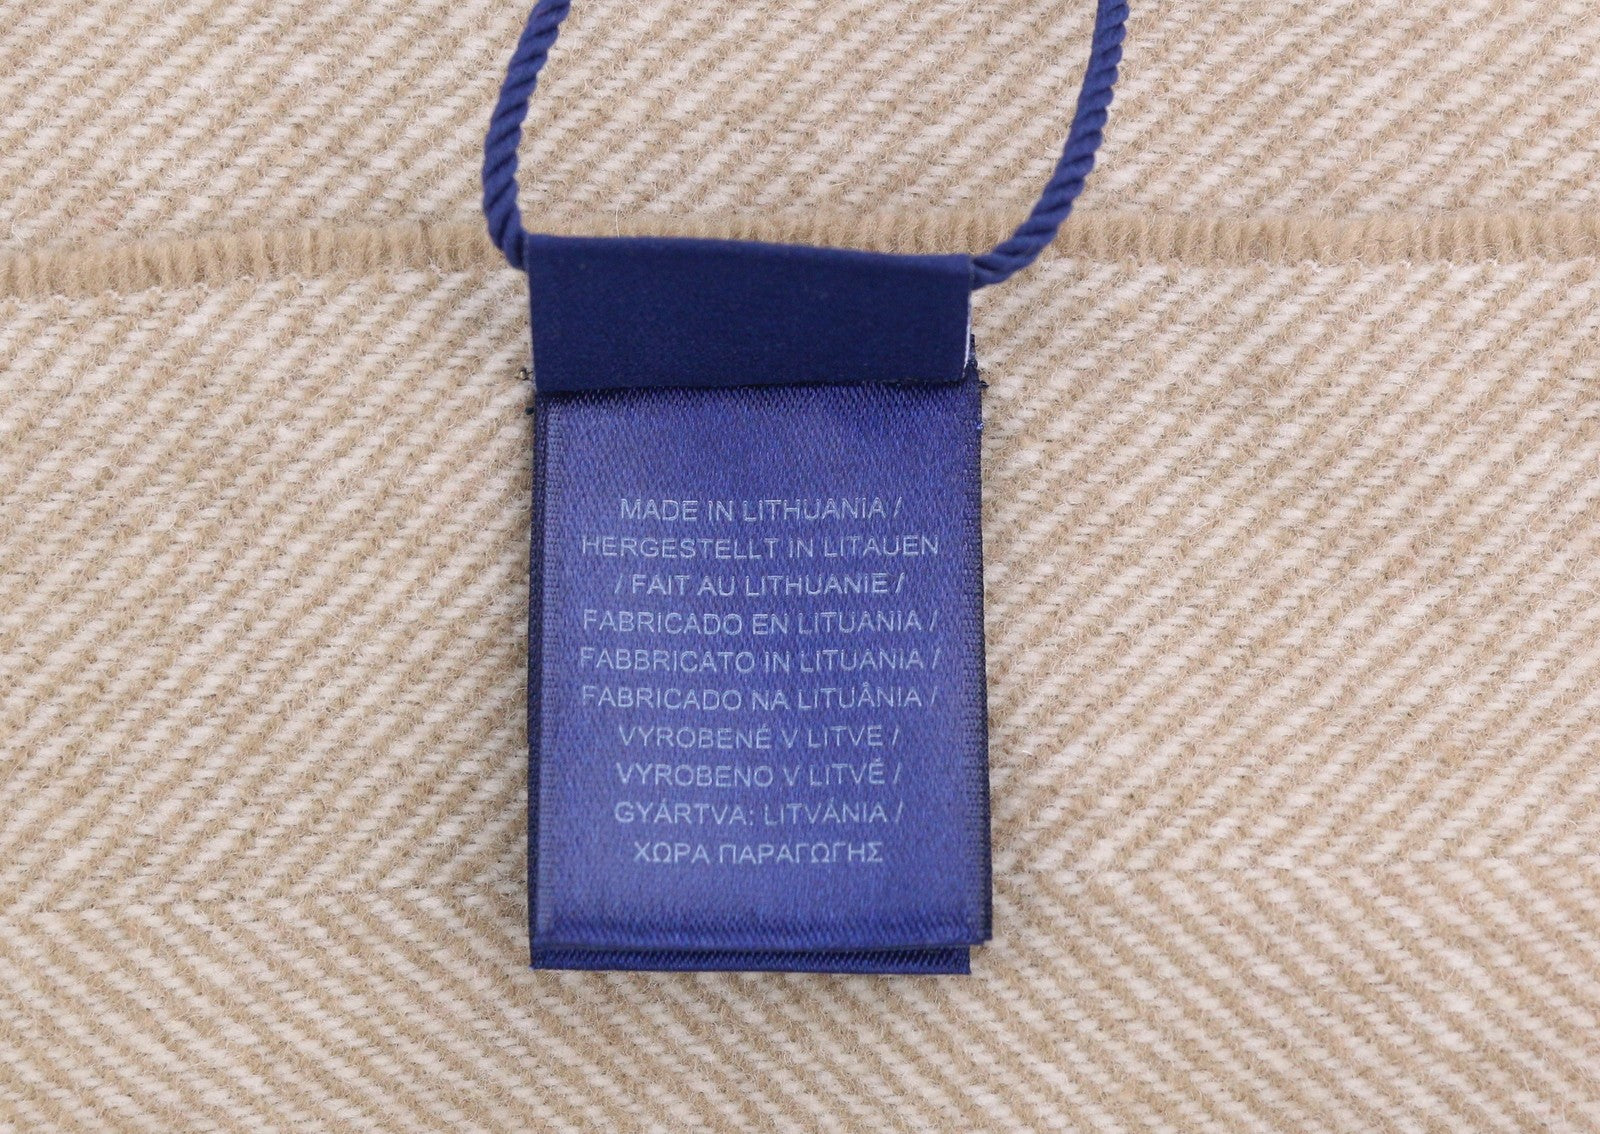 MADE IN LITHUANIA /
HERGESTELLT IN LITAUEN
/ FAIT AU LITHUANIE /
FABRICADO EN LITUANIA /
FABBRICATO IN LITUANIA /
FABRICADO NA LITUÂNIA /
VYROBENÉ V LITVE /
VYROBENO V LITVĚ /
GYÁRTVA: LITVÁNIA /
ΧΩΡΑ ΠΑΡΑΓΩΓΗΣ